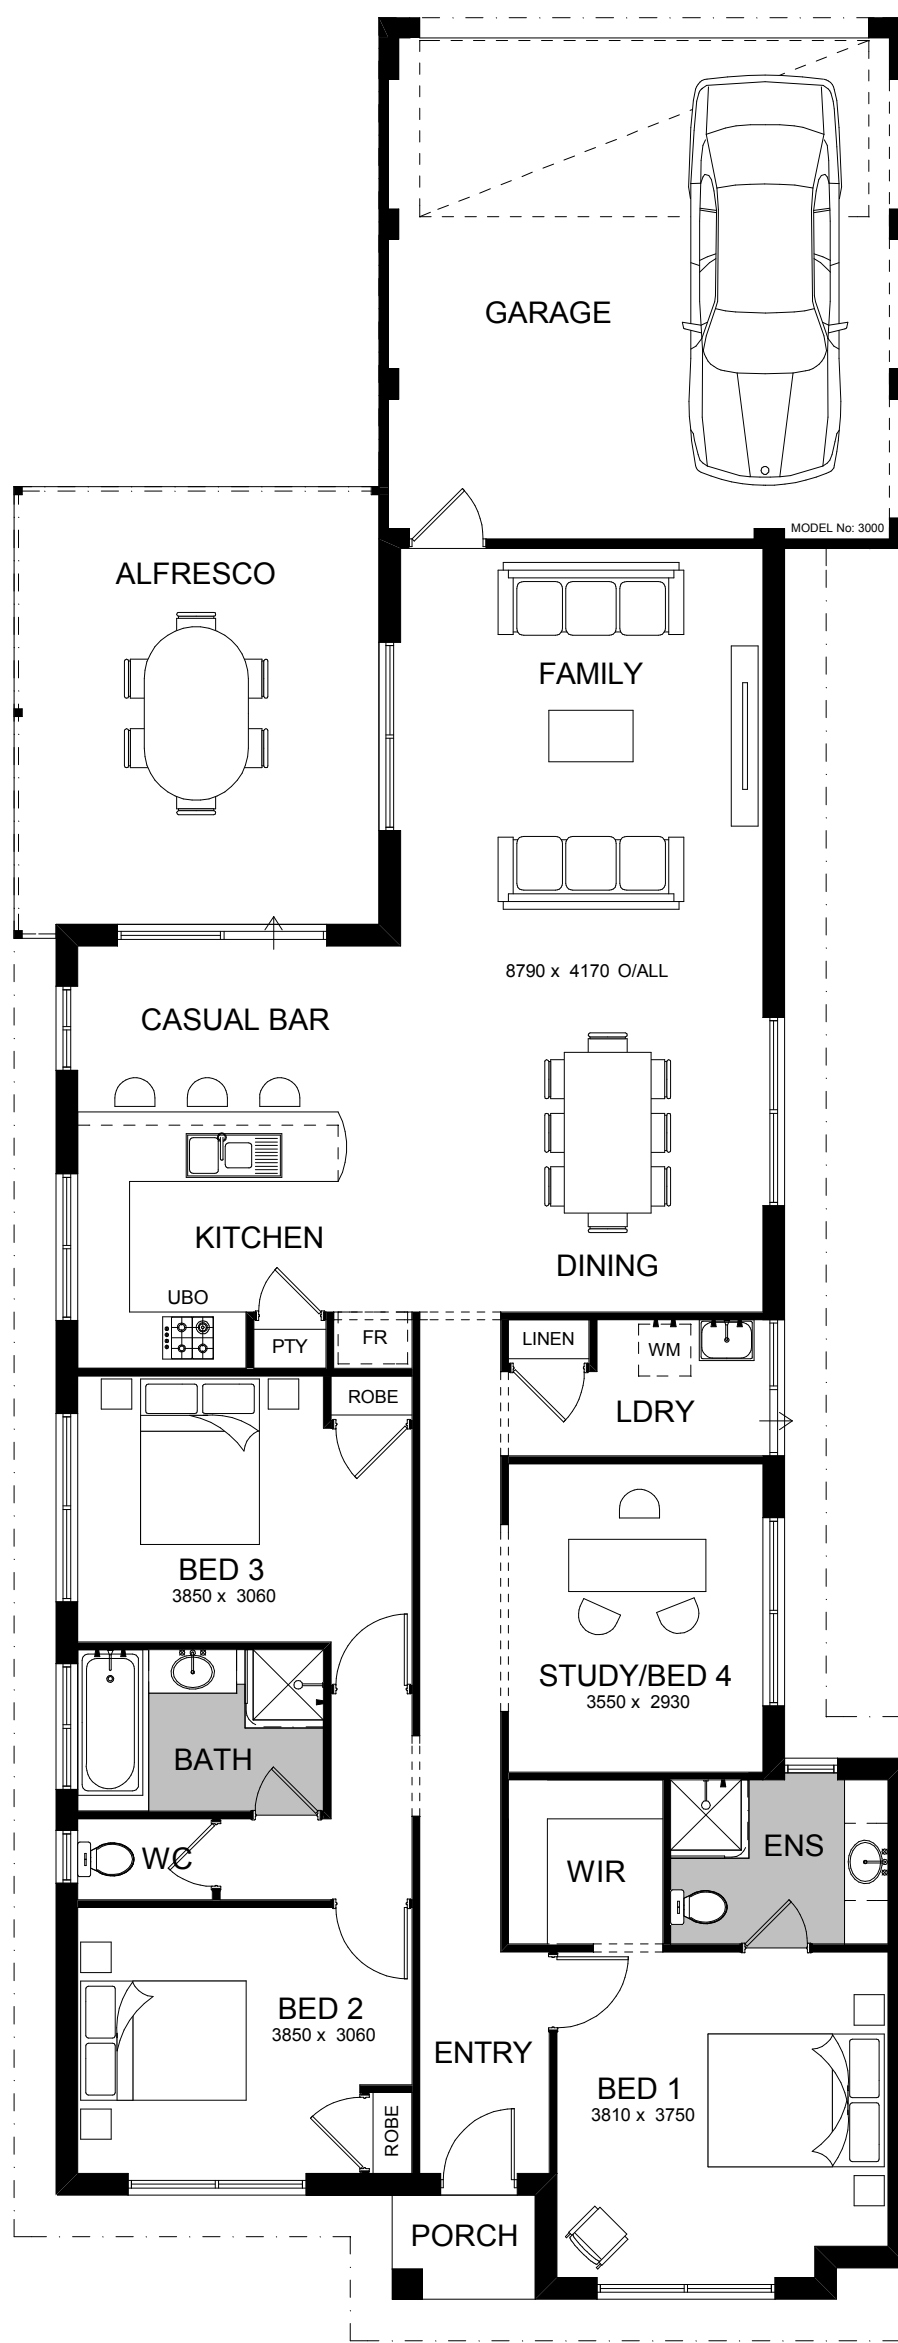 GARAGE
MODEL No: 3000
ALFRESCO
FAMILY
8790 x 4170 O/ALL
CASUAL BAR
KITCHEN
DINING
UBO
PTY
FR
LINEN
WM
LDRY
ROBE
BED 3
3850 x 3060
STUDY/BED 4
3550 x 2930
BATH
WC
WIR
ENS
BED 2
3850 x 3060
ENTRY
BED 1
3810 x 3750
ROBE
PORCH